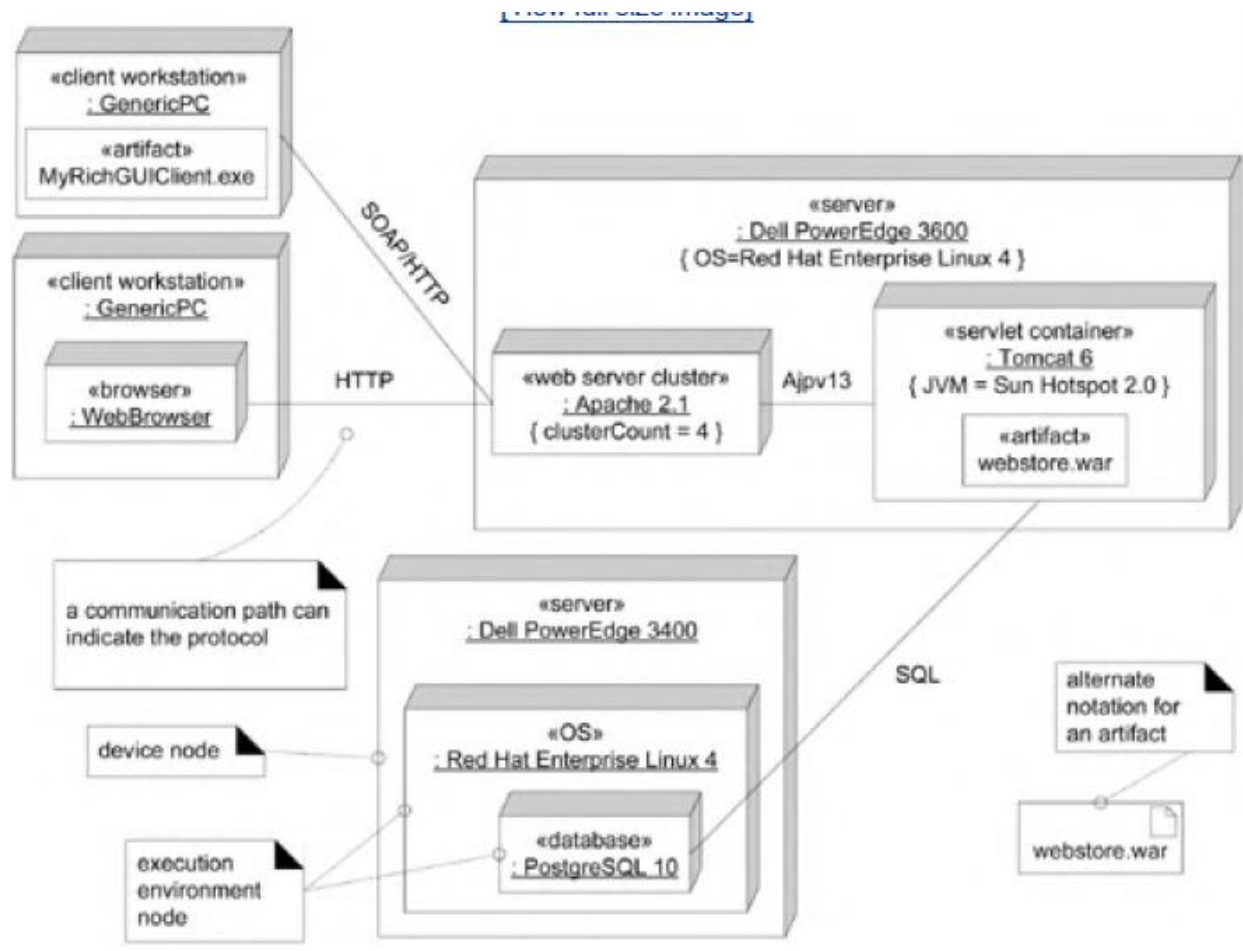 [View full size image]
«client workstation»
: GenericPC
«artifact»
MyRichGUIClient.exe
SOAP/HTTP
«client workstation»
: GenericPC
«browser»
: WebBrowser
HTTP
«server»
: Dell PowerEdge 3600
{ OS=Red Hat Enterprise Linux 4 }
«web server cluster»
: Apache 2.1
{ clusterCount = 4 }
Ajpv13
«servlet container»
: Tomcat 6
{ JVM = Sun Hotspot 2.0 }
«artifact»
webstore.war
a communication path can
indicate the protocol
«server»
: Dell PowerEdge 3400
«OS»
: Red Hat Enterprise Linux 4
«database»
: PostgreSQL 10
SQL
device node
execution
environment
node
alternate
notation for
an artifact
webstore.war